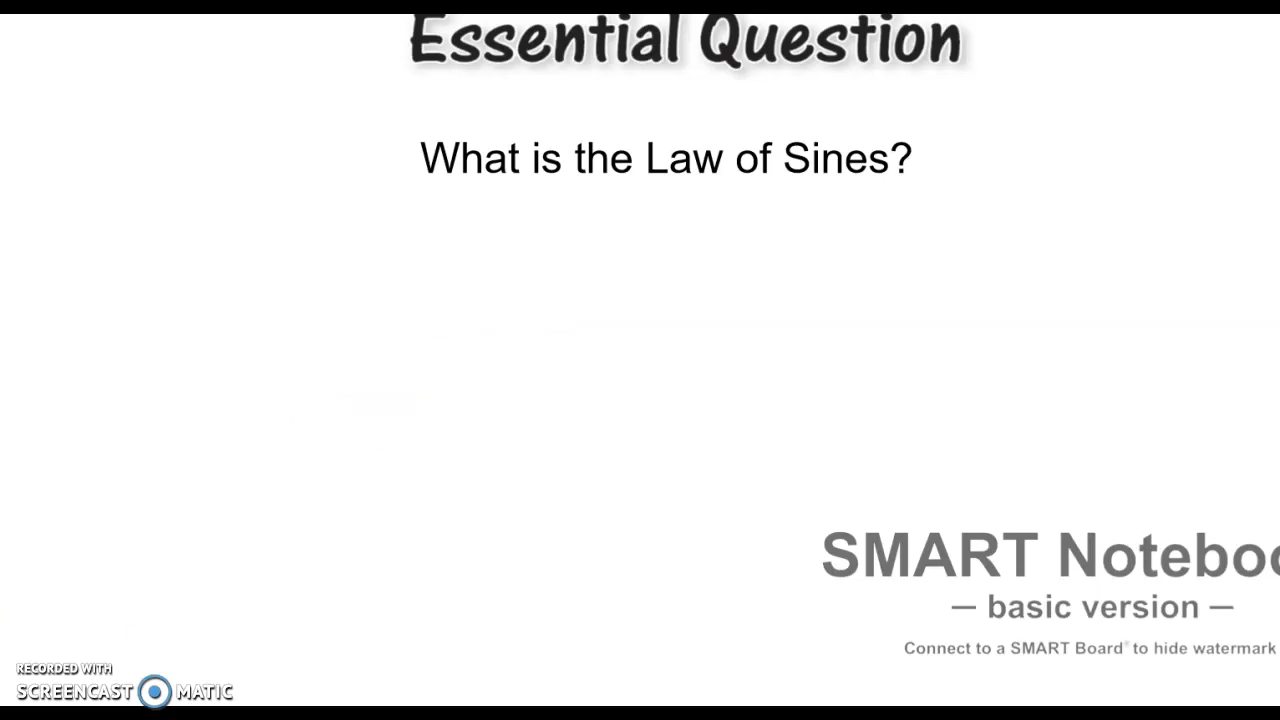 Essential Question
What is the Law of Sines?
SMART Noteboo
— basic version —
Connect to a SMART Board® to hide watermark
RECORDED WITH
SCREENCAST MATIC